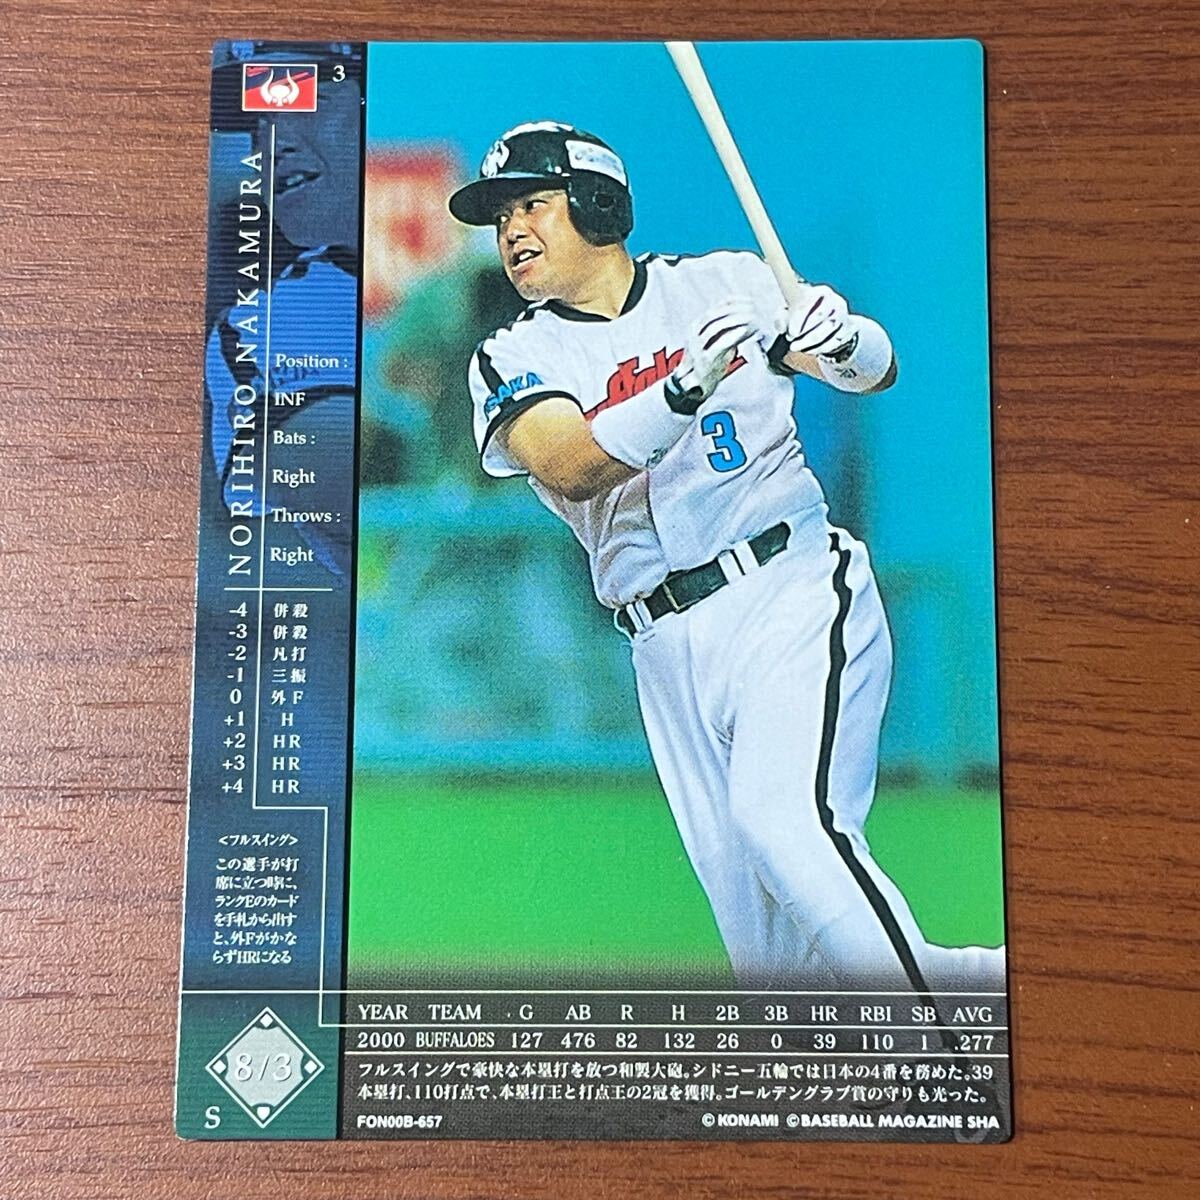 3
NORIHIRO NAKAMURA
Position :
INF
Bats :
Right
Throws :
Right
-4 併殺
-3 併殺
-2 凡打
-1 三振
0 外F
+1 H
+2 HR
+3 HR
+4 HR
<フルスイング>
この選手が打
席に立つ時に、
ランクEのカード
を手札から出す
と、外Fがかな
らずHRになる
8/3
S
OSAKA
3
YEAR TEAM G AB R H 2B 3B HR RBI SB AVG
2000 BUFFALOES 127 476 82 132 26 0 39 110 1 .277
フルスイングで豪快な本塁打を放つ和製大砲。シドニー五輪では日本の4番を務めた。39
本塁打、110打点で、本塁打王と打点王の2冠を獲得。ゴールデングラブ賞の守りも光った。
FON00B-657
©KONAMI ©BASEBALL MAGAZINE SHA